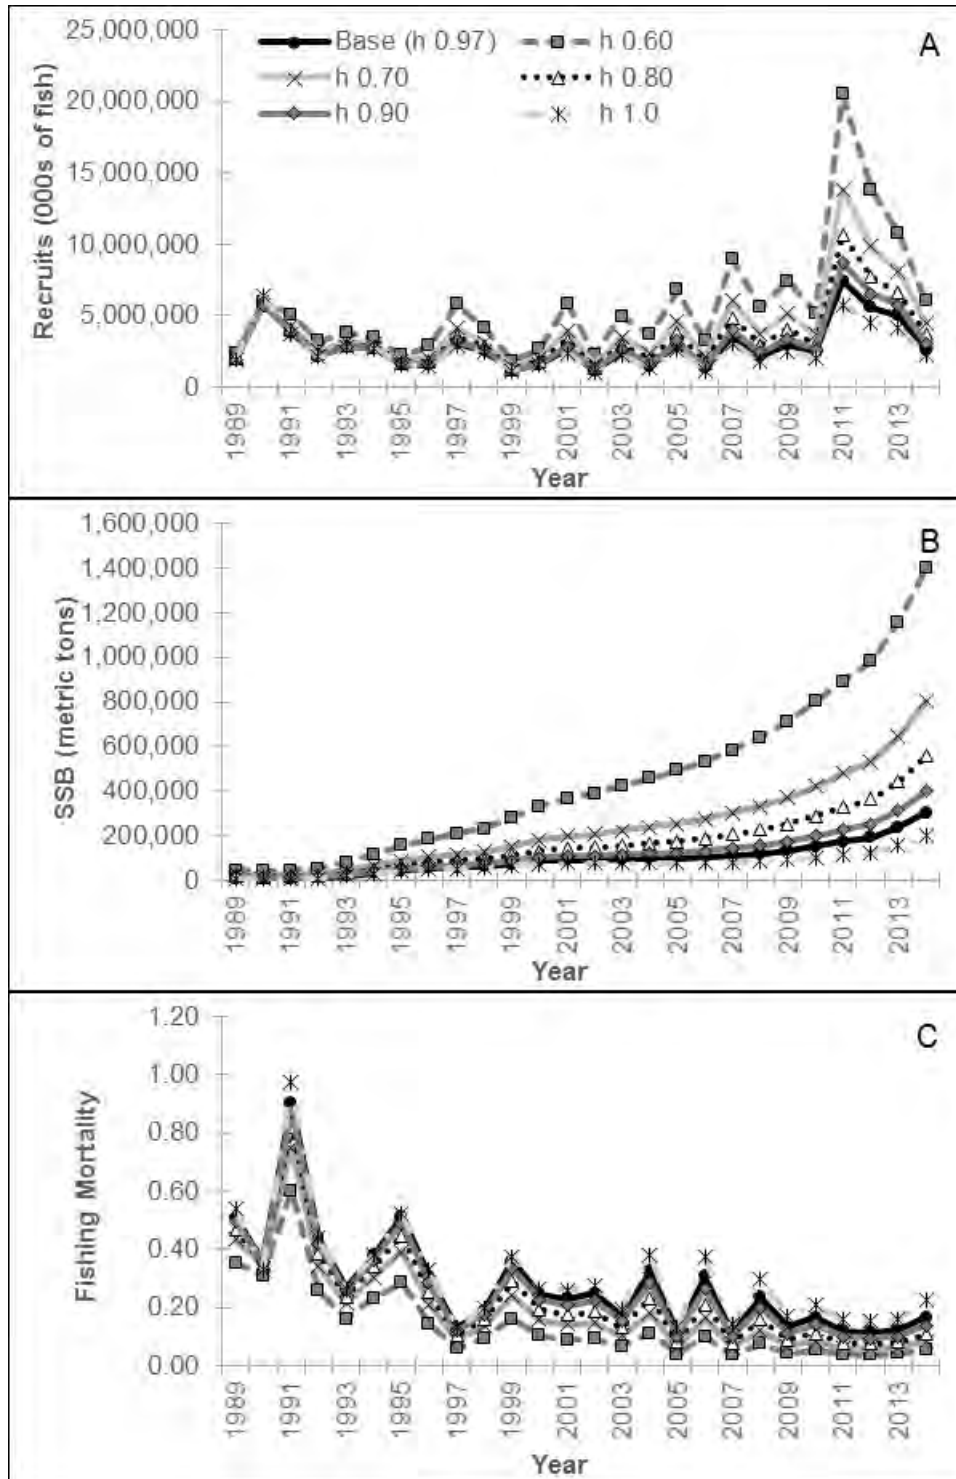 25,000,000
20,000,000
15,000,000
10,000,000
5,000,000
0
Recruits (000s of fish)
Base (h 0.97) h 0.60
h 0.70 h 0.80
h 0.90 h 1.0
A
1989 1991 1993 1995 1997 1999 2001 2003 2005 2007 2009 2011 2013
Year
1,600,000
1,400,000
1,200,000
1,000,000
800,000
600,000
400,000
200,000
0
SSB (metric tons)
B
1989 1991 1993 1995 1997 1999 2001 2003 2005 2007 2009 2011 2013
Year
1.20
1.00
0.80
0.60
0.40
0.20
0.00
Fishing Mortality
C
1989 1991 1993 1995 1997 1999 2001 2003 2005 2007 2009 2011 2013
Year